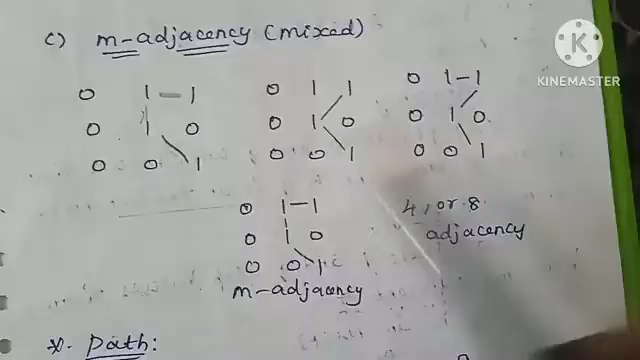 c) m-adjacency (mixed)
KINEMASTER
0 1 - 1
0 1 0
0 0 1
0 1 1
0 1 0
0 0 1
0 1 - 1
0 1 0
0 0 1
0 1 - 1
0 1 0
0 0 1
m-adjacency
4, or 8
adjacency
*. Path: